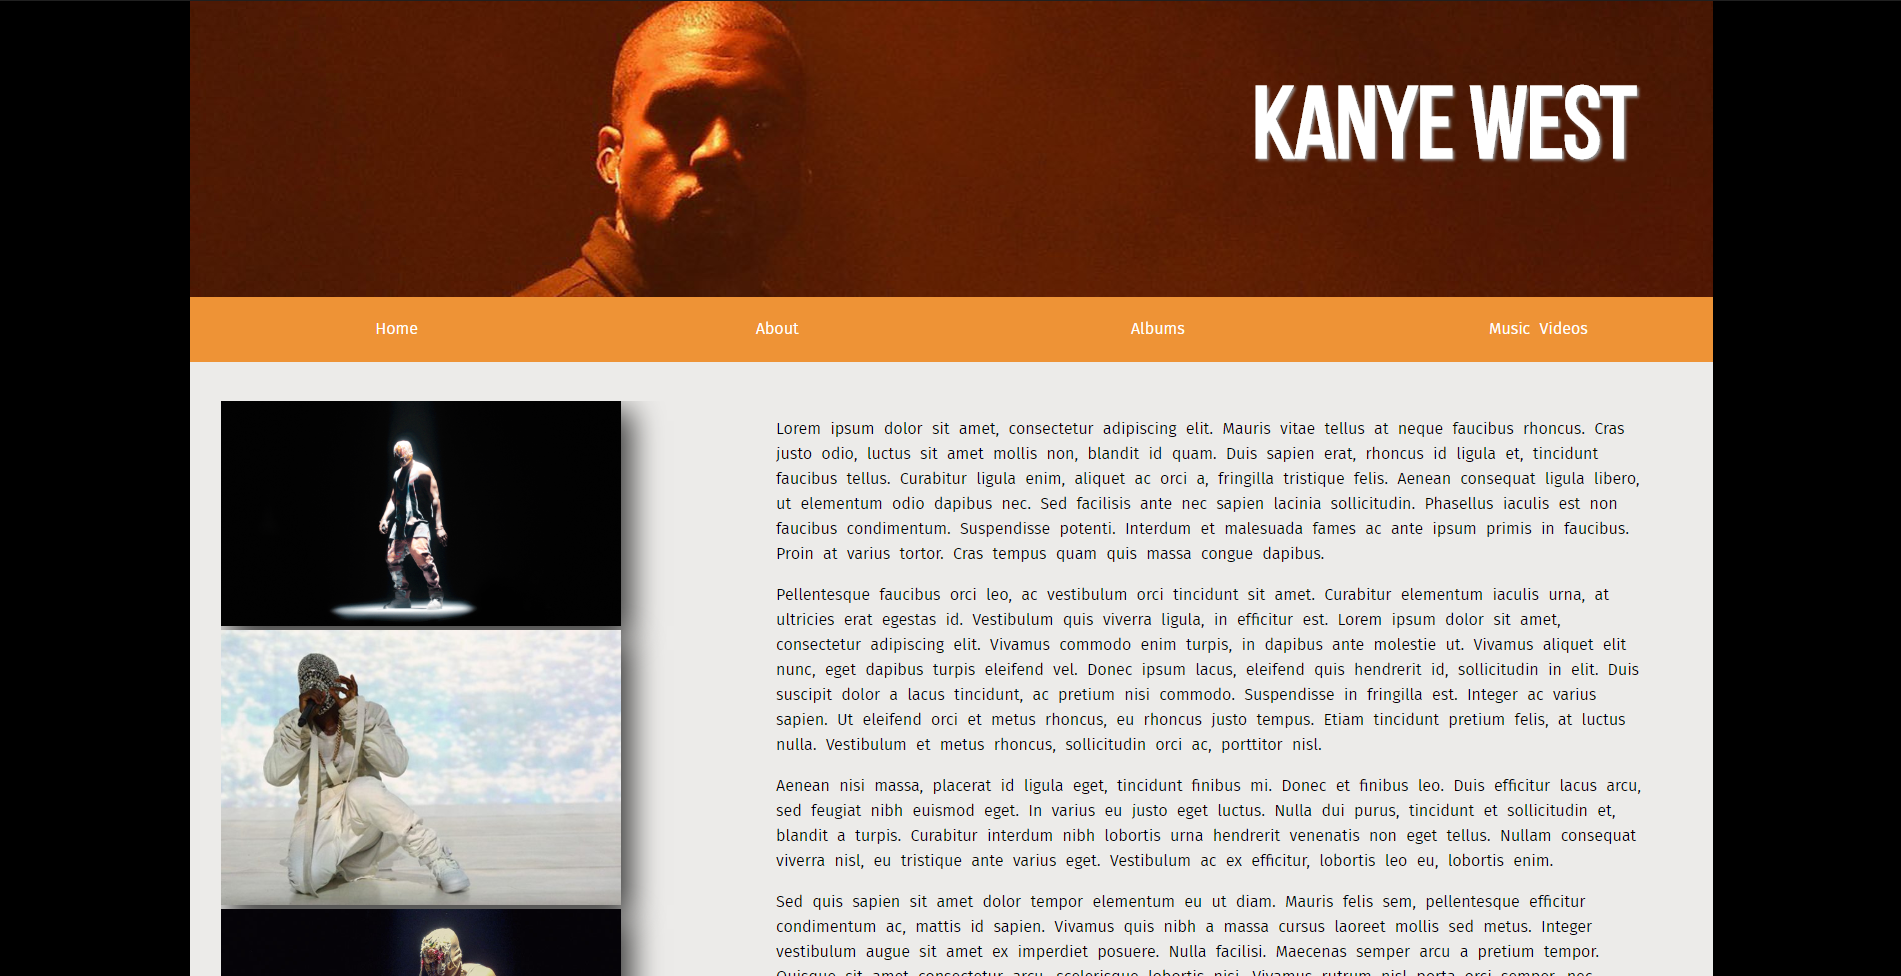 KANYE WEST
Home
About
Albums
Music Videos
Lorem ipsum dolor sit amet, consectetur adipiscing elit. Mauris vitae tellus at neque faucibus rhoncus. Cras
justo odio, luctus sit amet mollis non, blandit id quam. Duis sapien erat, rhoncus id ligula et, tincidunt
faucibus tellus. Curabitur ligula enim, aliquet ac orci a, fringilla tristique felis. Aenean consequat ligula libero,
ut elementum odio dapibus nec. Sed facilisis ante nec sapien lacinia sollicitudin. Phasellus iaculis est non
faucibus condimentum. Suspendisse potenti. Interdum et malesuada fames ac ante ipsum primis in faucibus.
Proin at varius tortor. Cras tempus quam quis massa congue dapibus.
Pellentesque faucibus orci leo, ac vestibulum orci tincidunt sit amet. Curabitur elementum iaculis urna, at
ultricies erat egestas id. Vestibulum quis viverra ligula, in efficitur est. Lorem ipsum dolor sit amet,
consectetur adipiscing elit. Vivamus commodo enim turpis, in dapibus ante molestie ut. Vivamus aliquet elit
nunc, eget dapibus turpis eleifend vel. Donec ipsum lacus, eleifend quis hendrerit id, sollicitudin in elit. Duis
suscipit dolor a lacus tincidunt, ac pretium nisi commodo. Suspendisse in fringilla est. Integer ac varius
sapien. Ut eleifend orci et metus rhoncus, eu rhoncus justo tempus. Etiam tincidunt pretium felis, at luctus
nulla. Vestibulum et metus rhoncus, sollicitudin orci ac, porttitor nisl.
Aenean nisi massa, placerat id ligula eget, tincidunt finibus mi. Donec et finibus leo. Duis efficitur lacus arcu,
sed feugiat nibh euismod eget. In varius eu justo eget luctus. Nulla dui purus, tincidunt et sollicitudin et,
blandit a turpis. Curabitur interdum nibh lobortis urna hendrerit venenatis non eget tellus. Nullam consequat
viverra nisl, eu tristique ante varius eget. Vestibulum ac ex efficitur, lobortis leo eu, lobortis enim.
Sed quis sapien sit amet dolor tempor elementum eu ut diam. Mauris felis sem, pellentesque efficitur
condimentum ac, mattis id sapien. Vivamus quis nibh a massa cursus laoreet mollis sed metus. Integer
vestibulum augue sit amet ex imperdiet posuere. Nulla facilisi. Maecenas semper arcu a pretium tempor.
Quisque sit amet consectetur arcu, scelerisque lobortis nisi. Vivamus rutrum nisl porta orci semper, nec